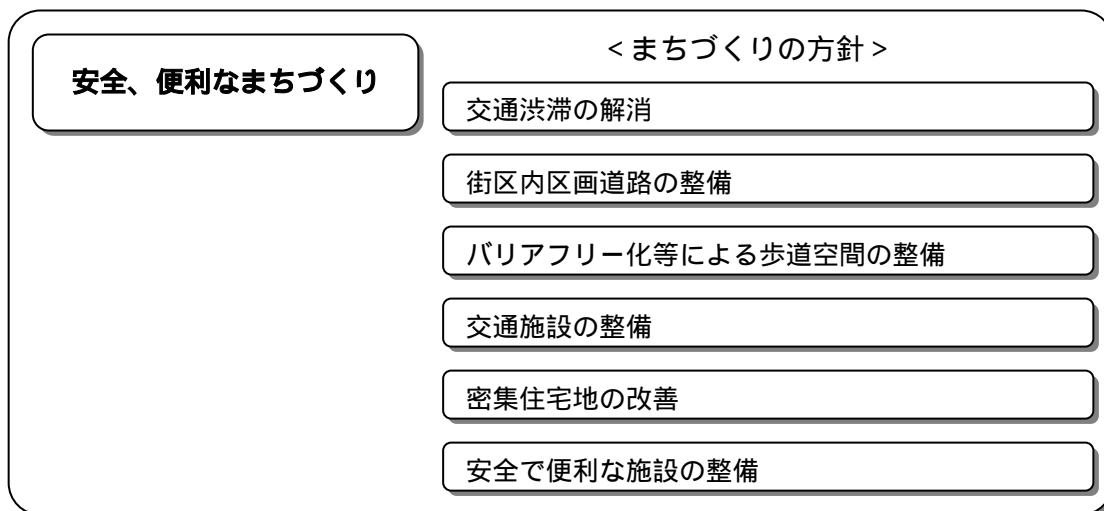 安全、便利なまちづくり
＜まちづくりの方針＞
交通渋滞の解消
街区内区画道路の整備
バリアフリー化等による歩道空間の整備
交通施設の整備
密集住宅地の改善
安全で便利な施設の整備